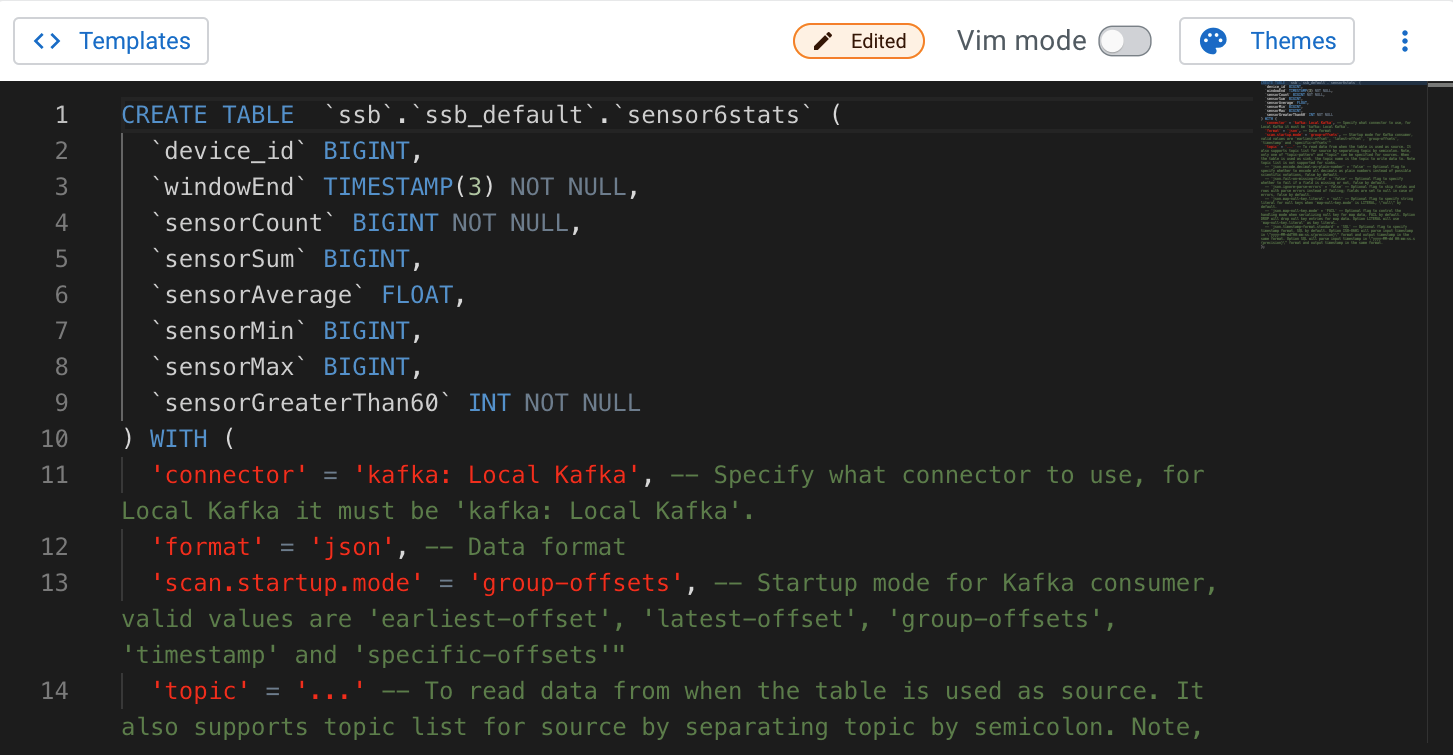 Templates
Edited
Vim mode
Themes
1 CREATE TABLE  `ssb`.`ssb_default`.`sensor6stats` (
2   `device_id` BIGINT,
3   `windowEnd` TIMESTAMP(3) NOT NULL,
4   `sensorCount` BIGINT NOT NULL,
5   `sensorSum` BIGINT,
6   `sensorAverage` FLOAT,
7   `sensorMin` BIGINT,
8   `sensorMax` BIGINT,
9   `sensorGreaterThan60` INT NOT NULL
10 ) WITH (
11   'connector' = 'kafka: Local Kafka', -- Specify what connector to use, for
Local Kafka it must be 'kafka: Local Kafka'.
12   'format' = 'json', -- Data format
13   'scan.startup.mode' = 'group-offsets', -- Startup mode for Kafka consumer,
valid values are 'earliest-offset', 'latest-offset', 'group-offsets',
'timestamp' and 'specific-offsets'"
14   'topic' = '...' -- To read data from when the table is used as source. It
also supports topic list for source by separating topic by semicolon. Note,